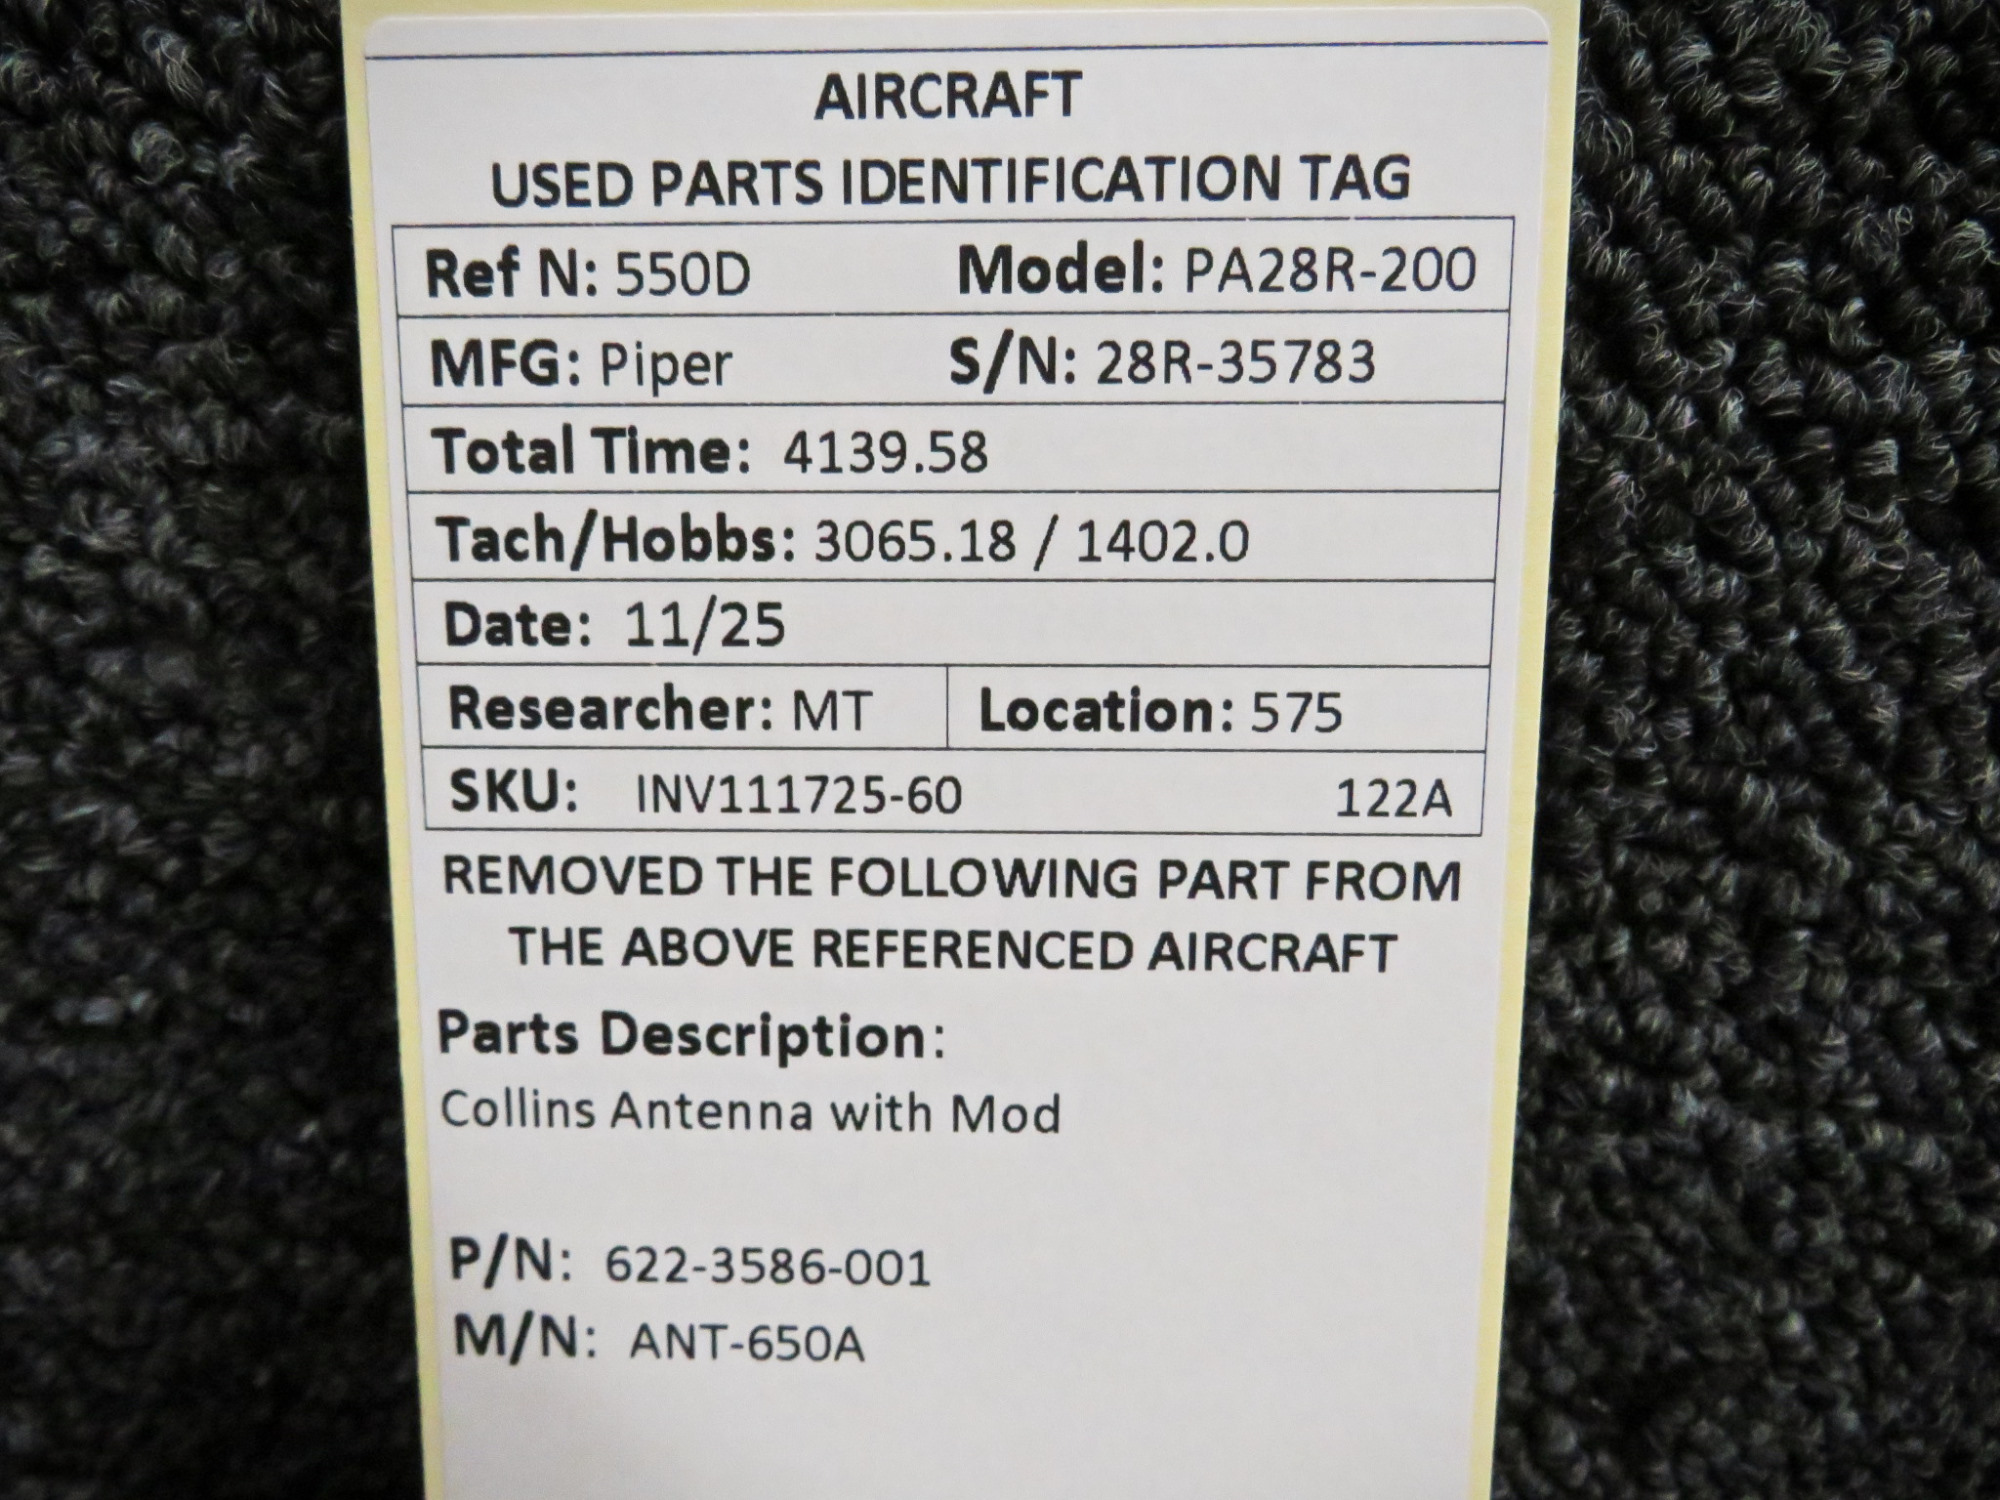 AIRCRAFT
USED PARTS IDENTIFICATION TAG
Ref N: 550D Model: PA28R-200
MFG: Piper S/N: 28R-35783
Total Time: 4139.58
Tach/Hobbs: 3065.18 / 1402.0
Date: 11/25
Researcher: MT Location: 575
SKU: INV111725-60 122A
REMOVED THE FOLLOWING PART FROM
THE ABOVE REFERENCED AIRCRAFT
Parts Description:
Collins Antenna with Mod
P/N: 622-3586-001
M/N: ANT-650A